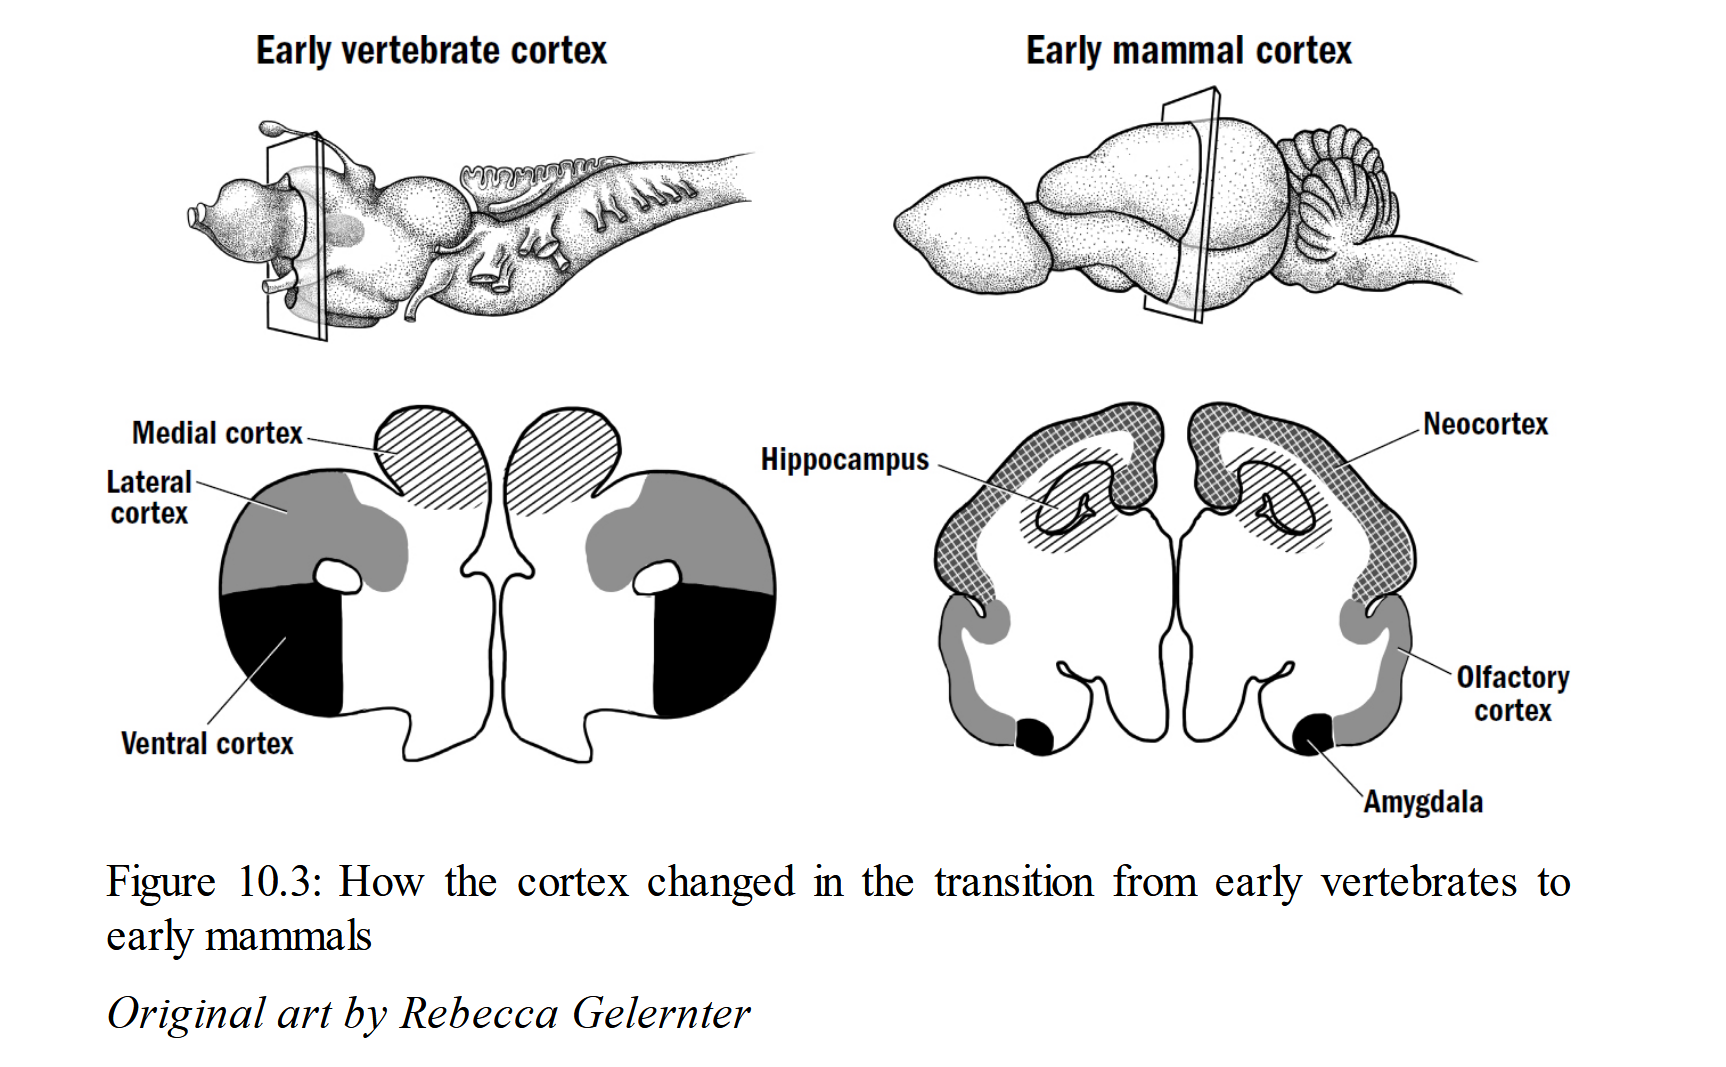 Early vertebrate cortex
Early mammal cortex
Medial cortex
Lateral
cortex
Ventral cortex
Hippocampus
Neocortex
Olfactory
cortex
Amygdala
Figure 10.3: How the cortex changed in the transition from early vertebrates to
early mammals
Original art by Rebecca Gelernter